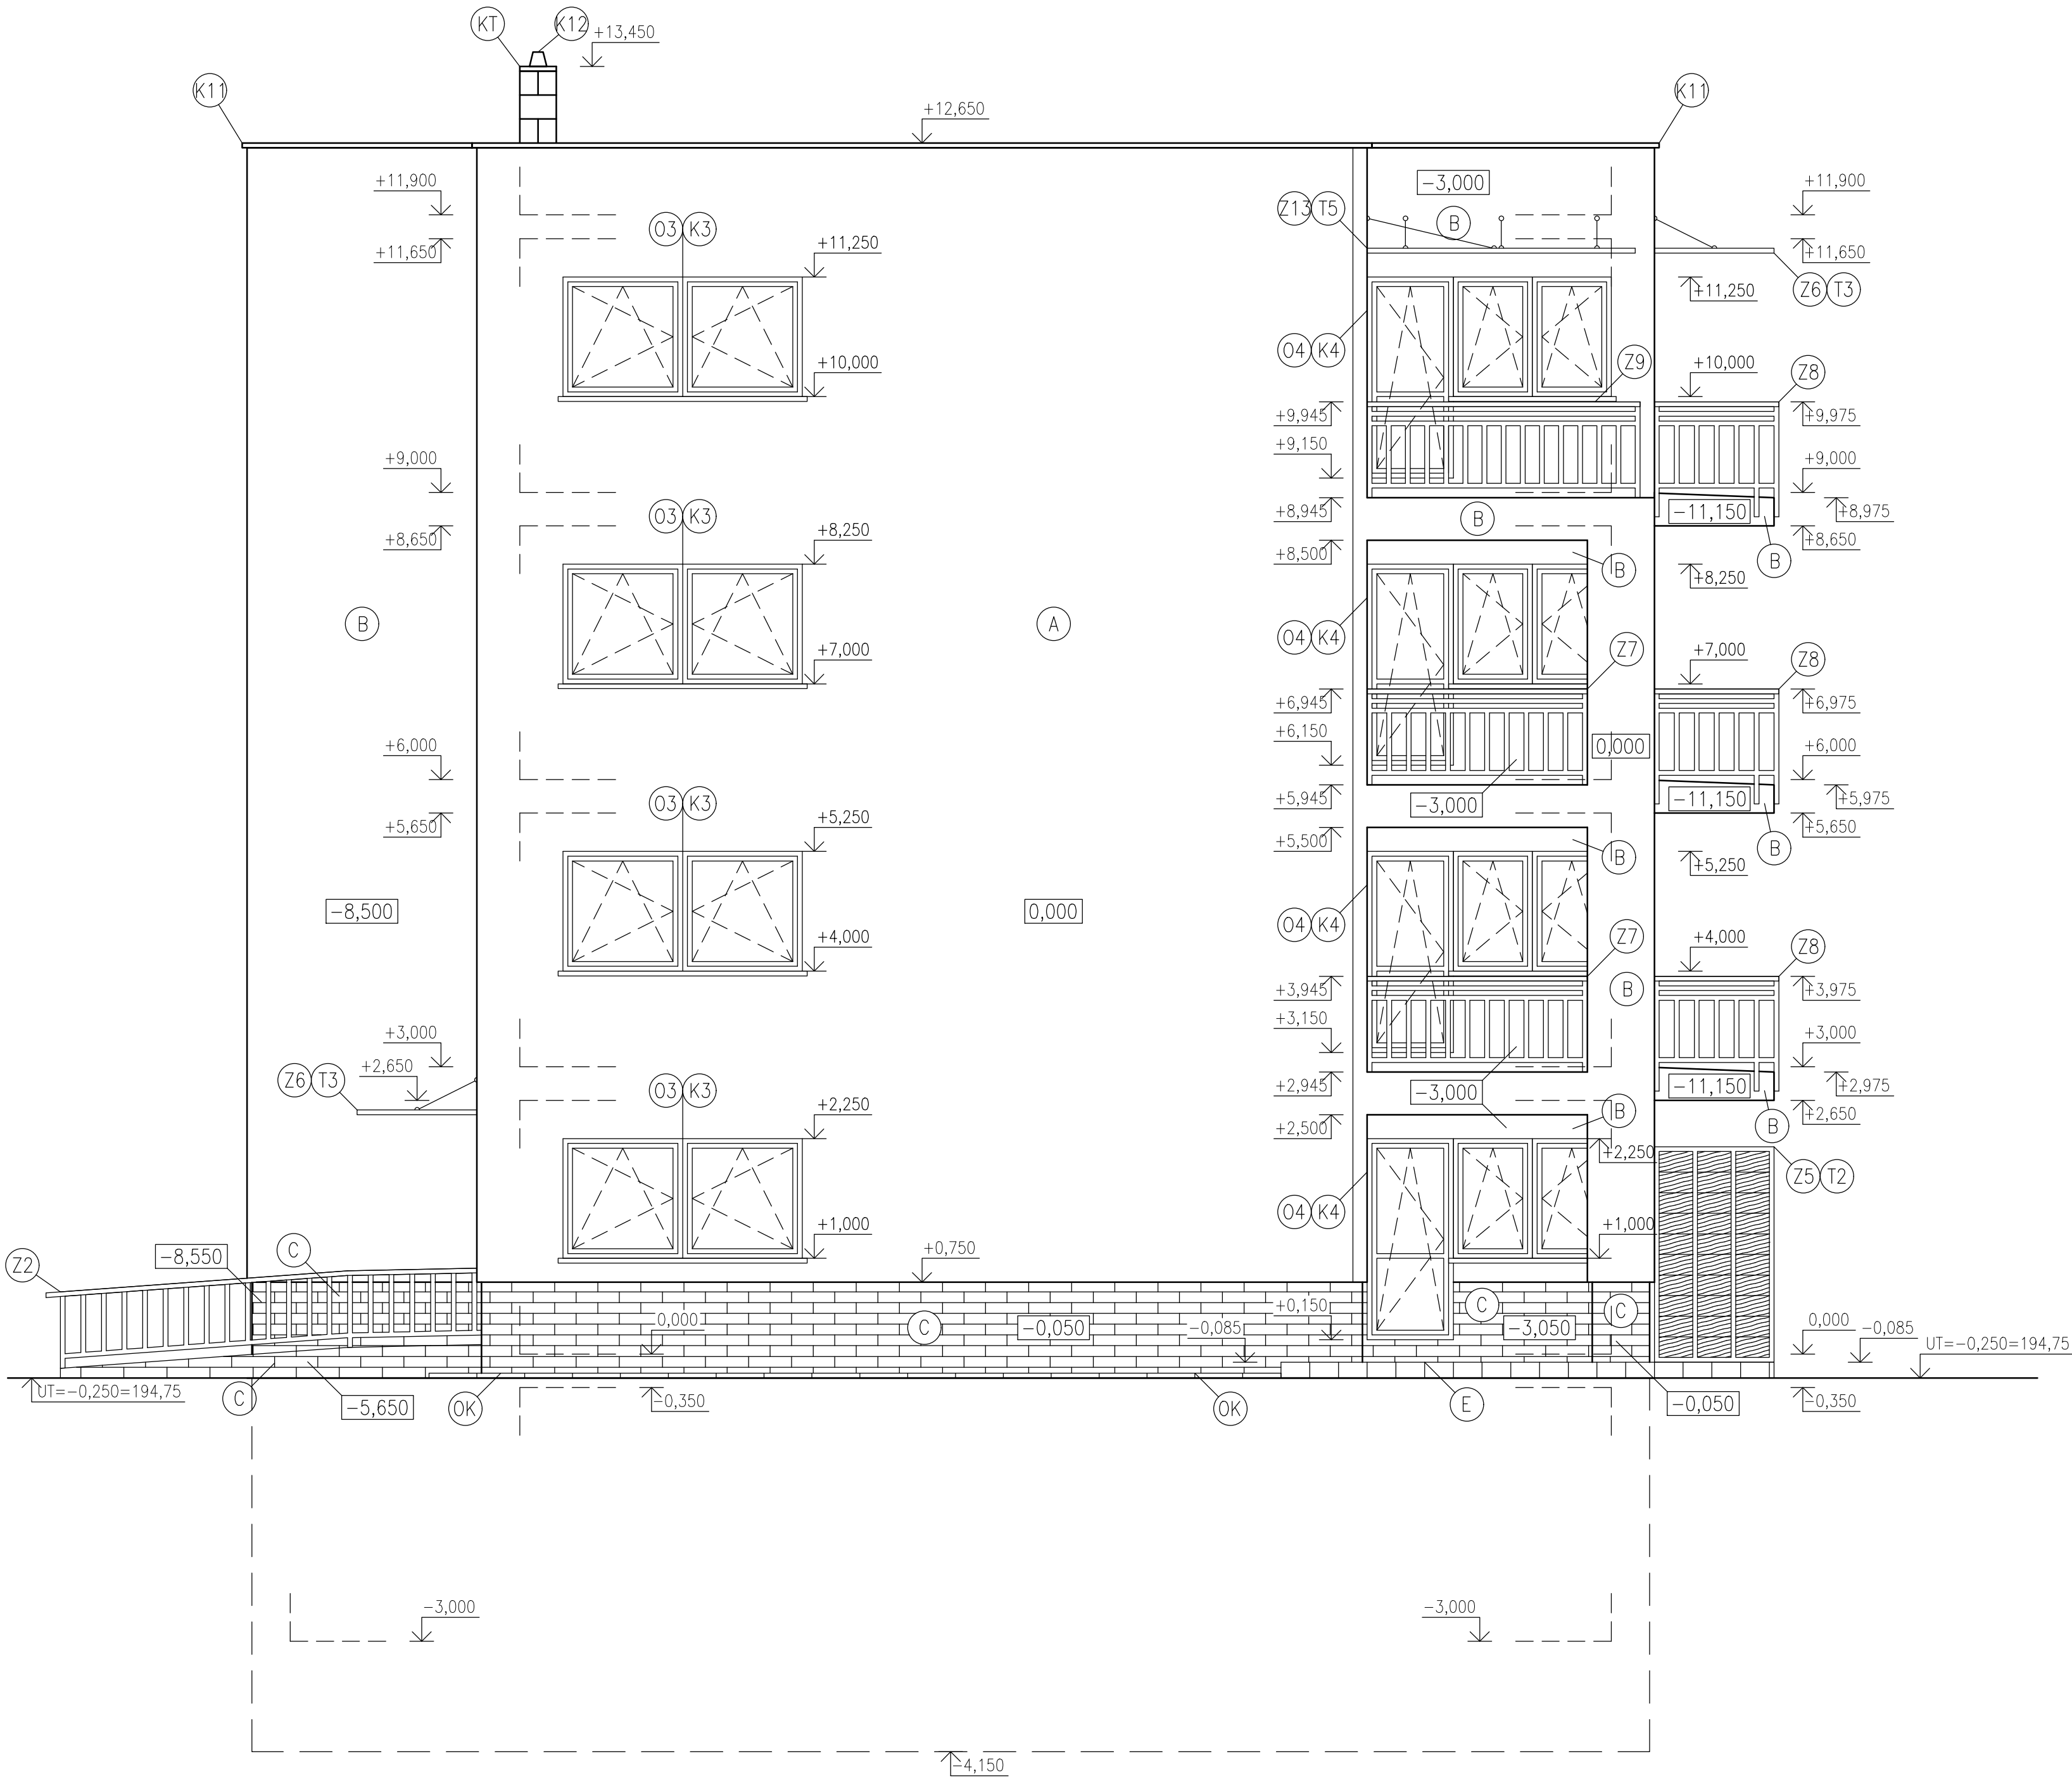 KT K12 +13,450
K11 K11
+12,650
+11,900 -3,000 +11,900
Z13 T5 B
O3 K3
+11,650 +11,250 +11,650
+11,250 Z6 T3
O4 K4
+10,000 Z9 +10,000 Z8
+9,945 +9,975
+9,000 +9,150 +9,000
+8,945 -11,150 +8,975
O3 K3 B
+8,650 +8,250 +8,500 +8,650
B B
+8,250
B A
O4 K4
+7,000 Z7 +7,000 Z8
+6,945 +6,975
+6,000 +6,150 0,000 +6,000
+5,945 -3,000 -11,150 +5,975
O3 K3
+5,650 +5,250 +5,500 +5,650
B B
+5,250
-8,500 0,000
O4 K4
+4,000 Z7 +4,000 Z8
+3,945 B +3,975
+3,000 +3,150 +3,000
Z6 T3 +2,650
O3 K3
+2,945 -3,000 -11,150 +2,975
+2,250 +2,500 B +2,650
B
+2,250
Z5 T2
O4 K4
Z2 -8,550 C +1,000 +1,000
+0,750
+0,150 C C
0,000 C -0,050 -0,085 -3,050 0,000 -0,085
UT=-0,250=194,75
UT=-0,250=194,75
C -5,650 OK -0,350 OK E -0,050 -0,350
-3,000 -3,000
-4,150